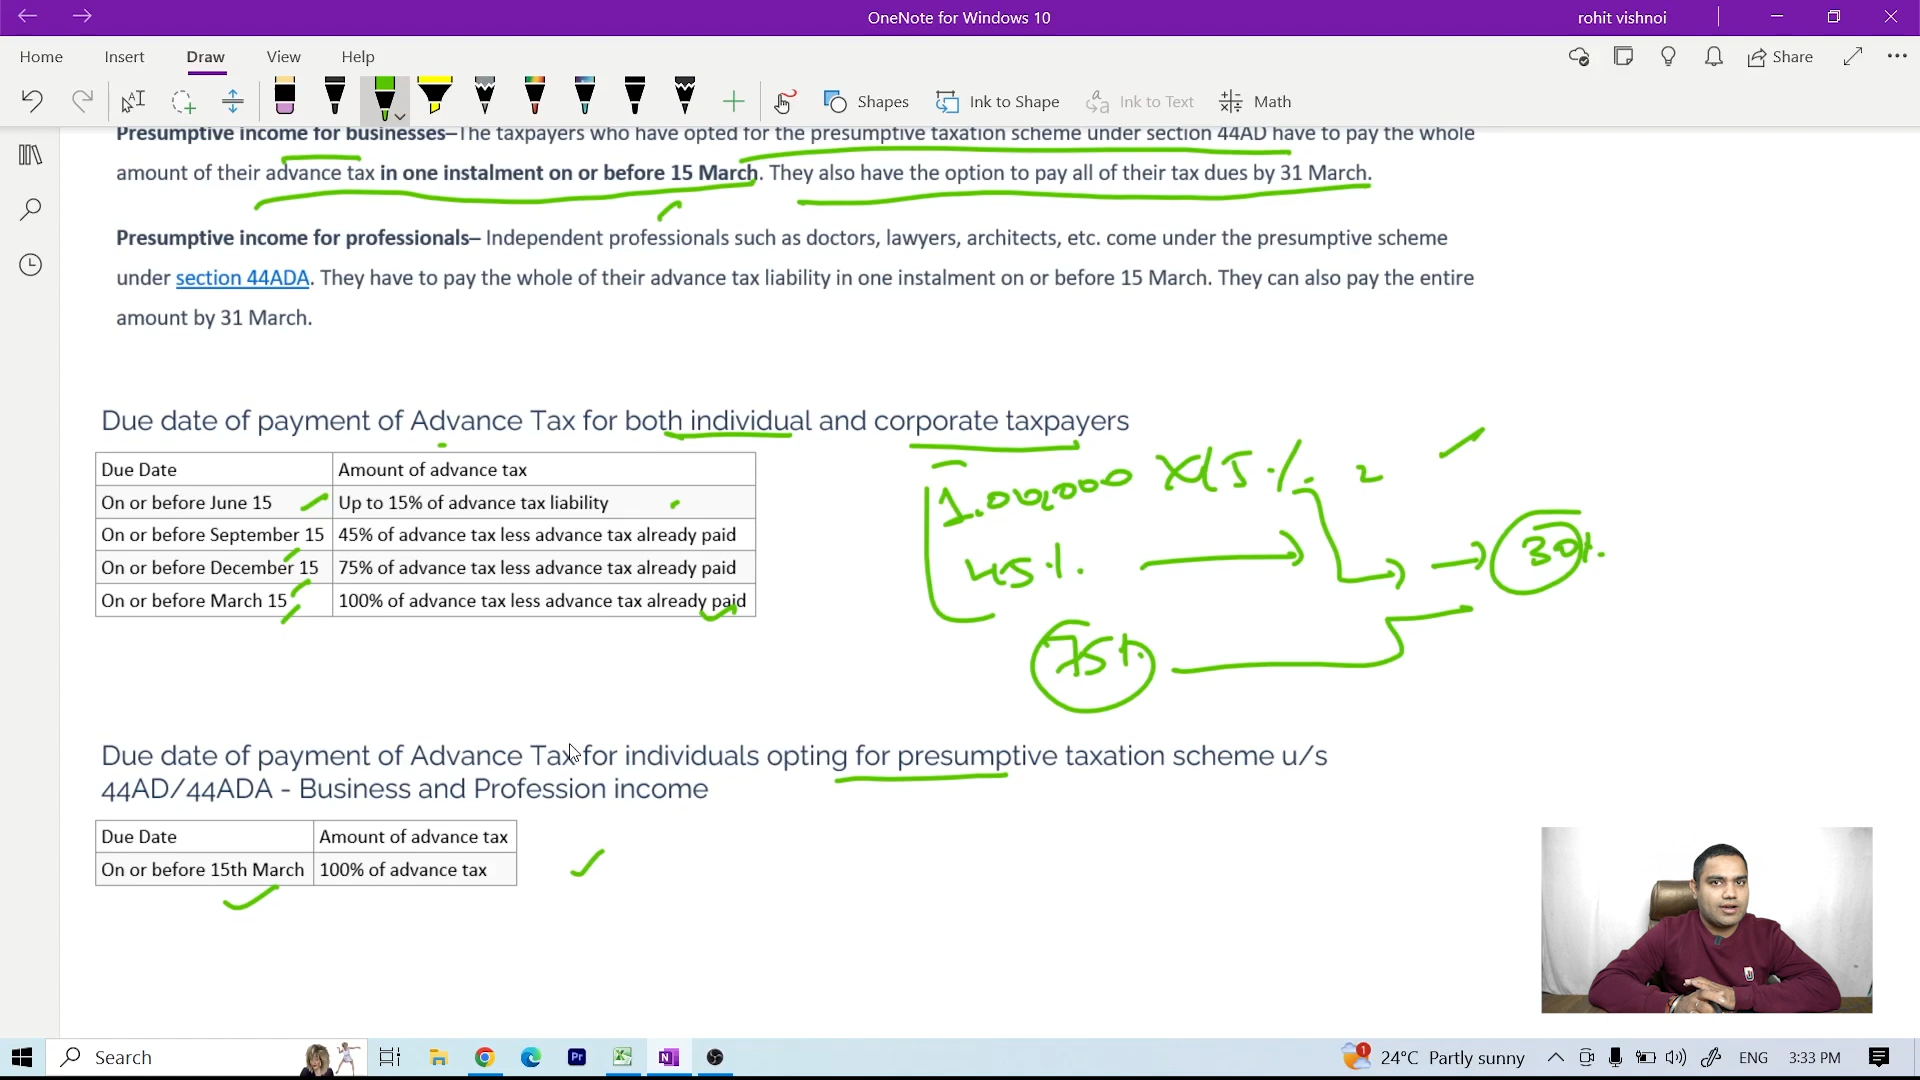 OneNote for Windows 10
rohit vishnoi
Home Insert Draw View Help
Share
Shapes Ink to Shape Ink to Text Math
Presumptive income for businesses–The taxpayers who have opted for the presumptive taxation scheme under section 44AD have to pay the whole
amount of their advance tax in one instalment on or before 15 March. They also have the option to pay all of their tax dues by 31 March.
Presumptive income for professionals– Independent professionals such as doctors, lawyers, architects, etc. come under the presumptive scheme
under section 44ADA. They have to pay the whole of their advance tax liability in one instalment on or before 15 March. They can also pay the entire
amount by 31 March.
Due date of payment of Advance Tax for both individual and corporate taxpayers
Due Date Amount of advance tax
On or before June 15 Up to 15% of advance tax liability
On or before September 15 45% of advance tax less advance tax already paid
On or before December 15 75% of advance tax less advance tax already paid
On or before March 15 100% of advance tax less advance tax already paid
1.00,000 X15%
45%
30%
75%
Due date of payment of Advance Tax for individuals opting for presumptive taxation scheme u/s
44AD/44ADA - Business and Profession income
Due Date Amount of advance tax
On or before 15th March 100% of advance tax
Search
1
24°C Partly sunny
ENG
3:33 PM